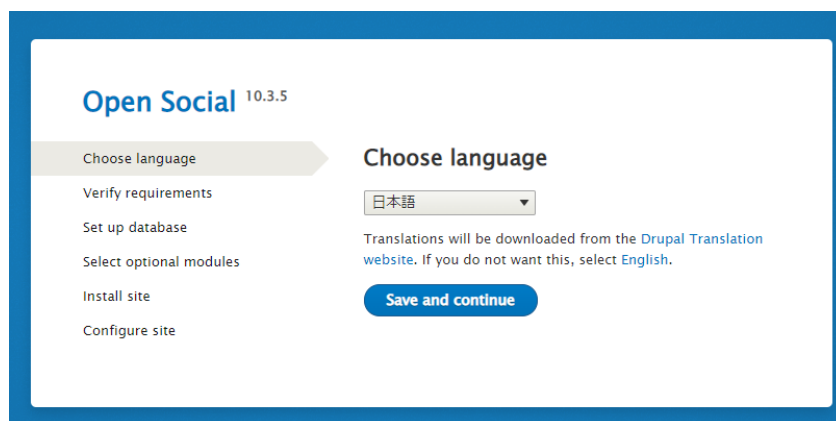 Open Social 10.3.5
Choose language
Verify requirements
Set up database
Select optional modules
Install site
Configure site
Choose language
日本語
Translations will be downloaded from the Drupal Translation
website. If you do not want this, select English.
Save and continue